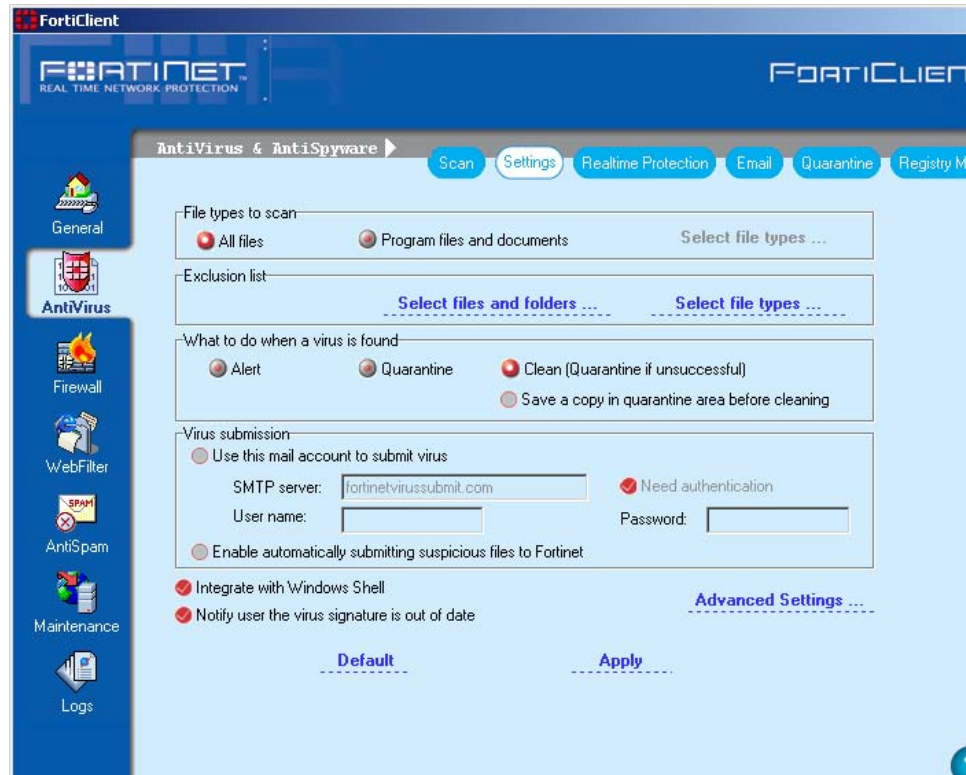 FortiClient
FORTINET
REAL TIME NETWORK PROTECTION
FORTICLIEN
AntiVirus & AntiSpyware
Scan
Settings
Realtime Protection
Email
Quarantine
Registry M
General
AntiVirus
Firewall
WebFilter
SPAM
AntiSpam
Maintenance
Logs
File types to scan
All files
Program files and documents
Select file types ...
Exclusion list
Select files and folders ...
Select file types ...
What to do when a virus is found
Alert
Quarantine
Clean (Quarantine if unsuccessful)
Save a copy in quarantine area before cleaning
Virus submission
Use this mail account to submit virus
SMTP server:
fortinetvirussubmit.com
Need authentication
User name:
Password:
Enable automatically submitting suspicious files to Fortinet
Integrate with Windows Shell
Notify user the virus signature is out of date
Advanced Settings ...
Default
Apply